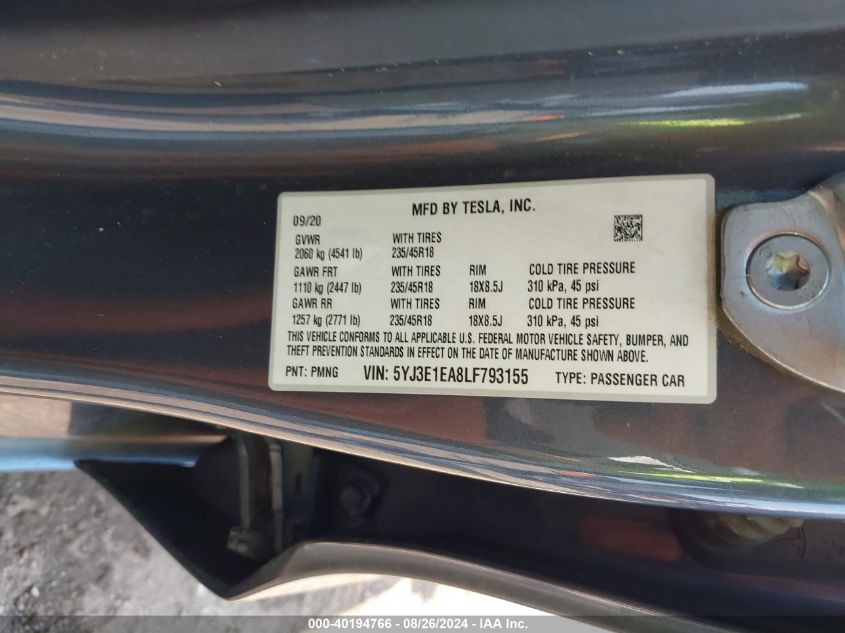 09/20 MFD BY TESLA, INC.
GVWR WITH TIRES
2060 kg (4541 lb) 235/45R18
GAWR FRT WITH TIRES RIM COLD TIRE PRESSURE
1110 kg (2447 lb) 235/45R18 18X8.5J 310 kPa, 45 psi
GAWR RR WITH TIRES RIM COLD TIRE PRESSURE
1257 kg (2771 lb) 235/45R18 18X8.5J 310 kPa, 45 psi
THIS VEHICLE CONFORMS TO ALL APPLICABLE U.S. FEDERAL MOTOR VEHICLE SAFETY, BUMPER, AND
THEFT PREVENTION STANDARDS IN EFFECT ON THE DATE OF MANUFACTURE SHOWN ABOVE.
PNT: PMNG VIN: 5YJ3E1EA8LF793155 TYPE: PASSENGER CAR
000-40194766 - 08/26/2024 - IAA, Inc.